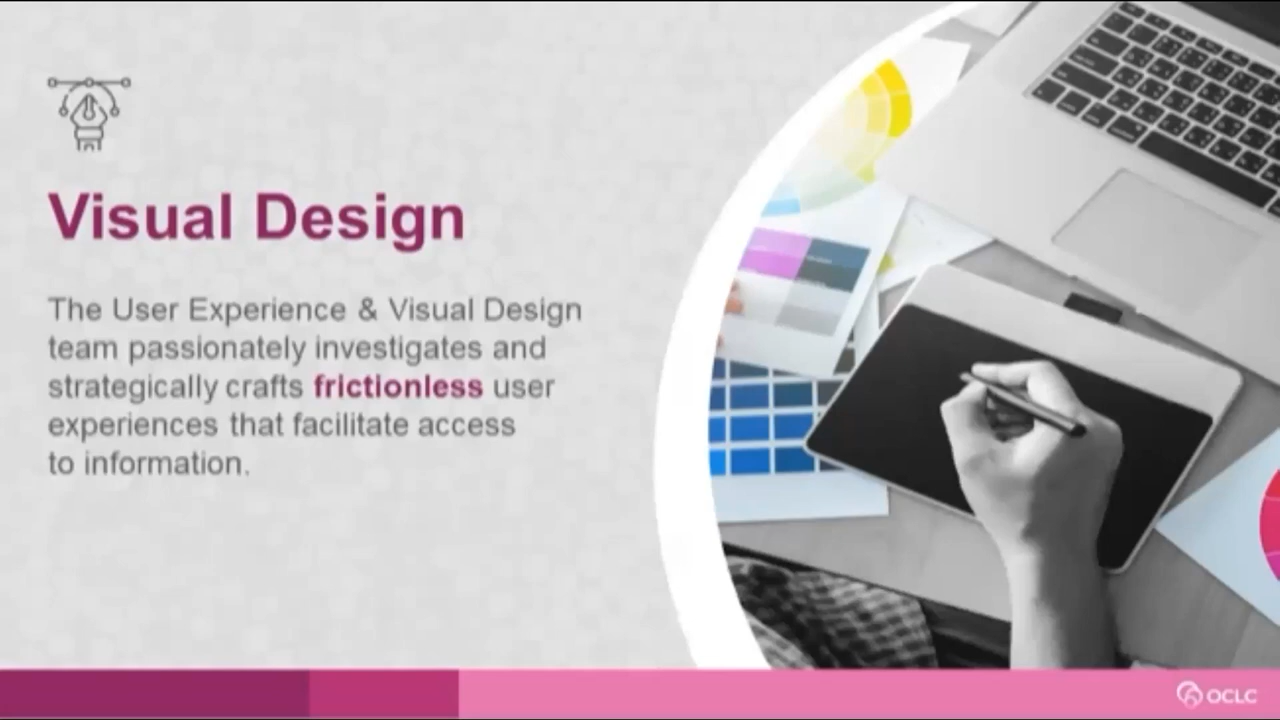 Visual Design
The User Experience & Visual Design
team passionately investigates and
strategically crafts frictionless user
experiences that facilitate access
to information.
OCLC